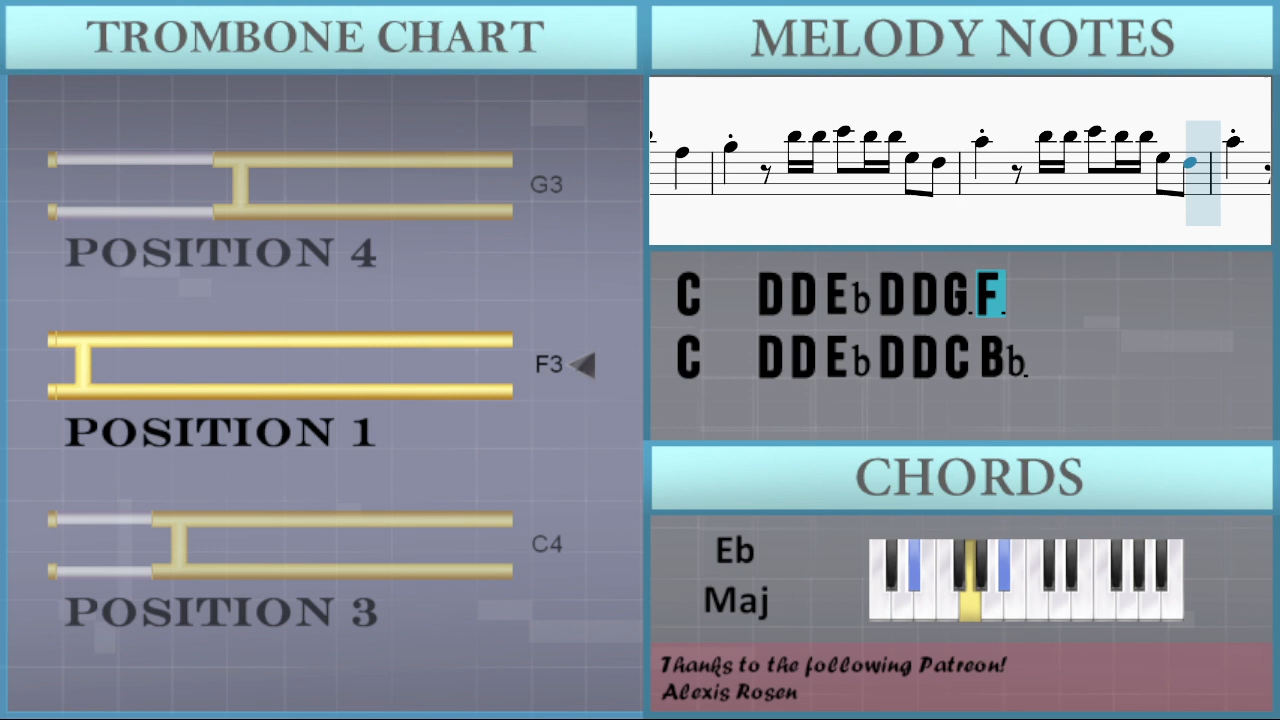 TROMBONE CHART
G3
POSITION 4
F3
POSITION 1
C4
POSITION 3
MELODY NOTES
C DDEbDDG.F.
C DDEbDDCBb.
CHORDS
Eb
Maj
Thanks to the following Patreon!
Alexis Rosen